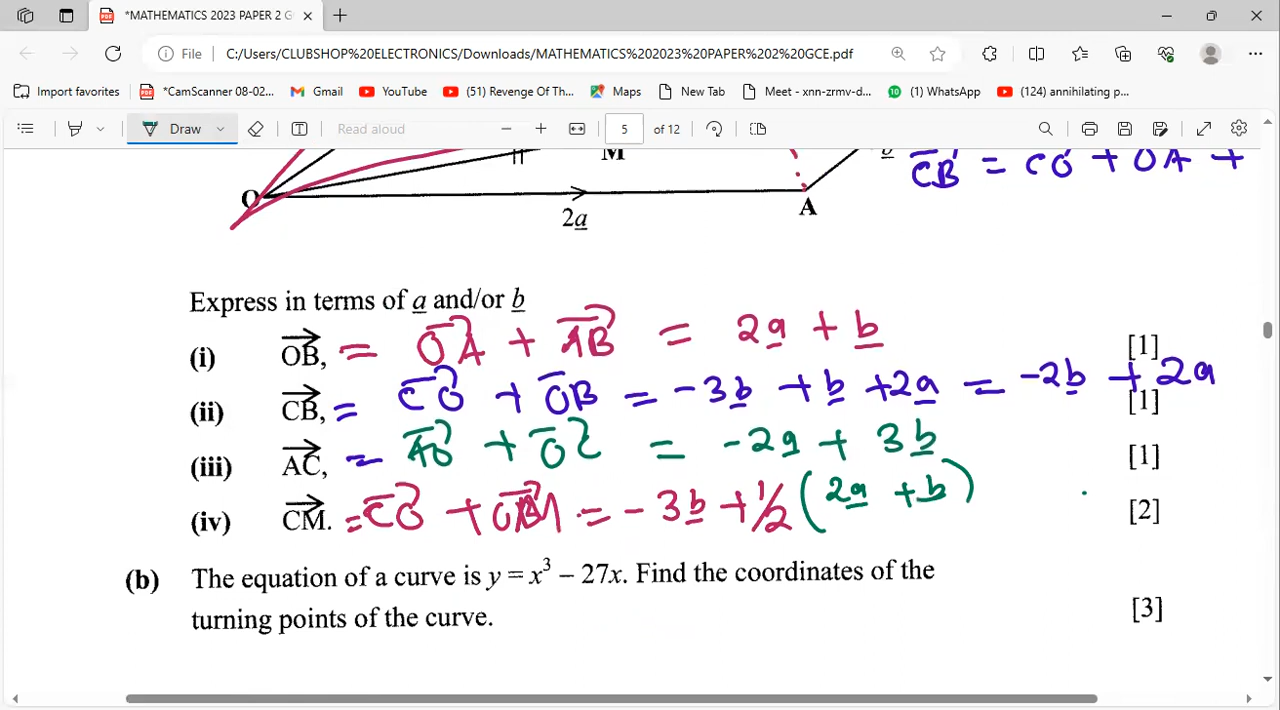 *MATHEMATICS 2023 PAPER 2 G
File C:/Users/CLUBSHOP%20ELECTRONICS/Downloads/MATHEMATICS%202023%20PAPER%202%20GCE.pdf
Import favorites *CamScanner 08-02... Gmail YouTube (51) Revenge Of Th... Maps New Tab Meet - xnn-zrmv-d... (1) WhatsApp (124) annihilating p...
Draw Read aloud 5 of 12
M b CB = CO + OA +
O A
2a
Express in terms of a and/or b
(i) OB, = OA + AB = 2a + b [1]
(ii) CB, = CO + OB = -3b + b + 2a = -2b + 2a [1]
(iii) AC, = AO + OC = -2a + 3b [1]
(iv) CM. = CO + OM = -3b + 1/2 (2a + b) [2]
(b) The equation of a curve is y = x³ – 27x. Find the coordinates of the
turning points of the curve. [3]